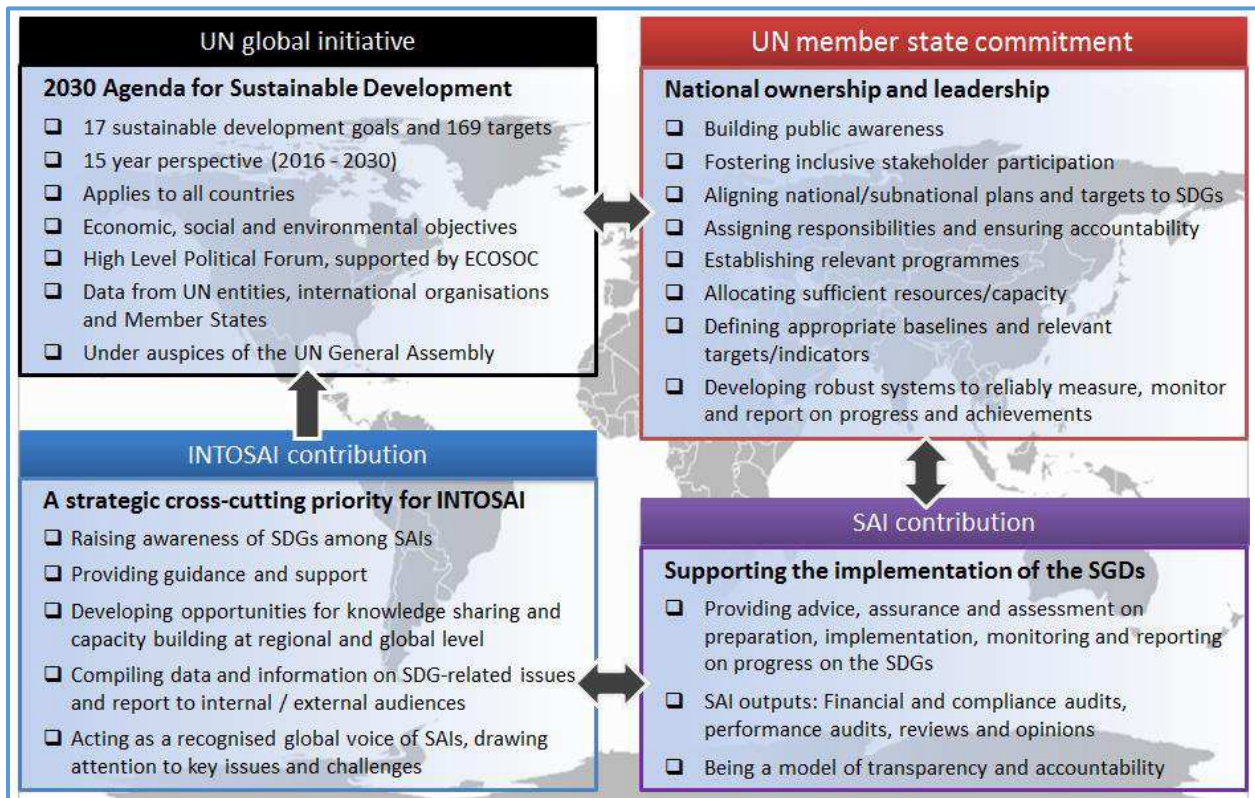 UN global initiative
2030 Agenda for Sustainable Development
❑ 17 sustainable development goals and 169 targets
❑ 15 year perspective (2016 - 2030)
❑ Applies to all countries
❑ Economic, social and environmental objectives
❑ High Level Political Forum, supported by ECOSOC
❑ Data from UN entities, international organisations
and Member States
❑ Under auspices of the UN General Assembly
UN member state commitment
National ownership and leadership
❑ Building public awareness
❑ Fostering inclusive stakeholder participation
❑ Aligning national/subnational plans and targets to SDGs
❑ Assigning responsibilities and ensuring accountability
❑ Establishing relevant programmes
❑ Allocating sufficient resources/capacity
❑ Defining appropriate baselines and relevant
targets/indicators
❑ Developing robust systems to reliably measure, monitor
and report on progress and achievements
INTOSAI contribution
A strategic cross-cutting priority for INTOSAI
❑ Raising awareness of SDGs among SAIs
❑ Providing guidance and support
❑ Developing opportunities for knowledge sharing and
capacity building at regional and global level
❑ Compiling data and information on SDG-related issues
and report to internal / external audiences
❑ Acting as a recognised global voice of SAIs, drawing
attention to key issues and challenges
SAI contribution
Supporting the implementation of the SGDs
❑ Providing advice, assurance and assessment on
preparation, implementation, monitoring and reporting
on progress on the SDGs
❑ SAI outputs: Financial and compliance audits,
performance audits, reviews and opinions
❑ Being a model of transparency and accountability